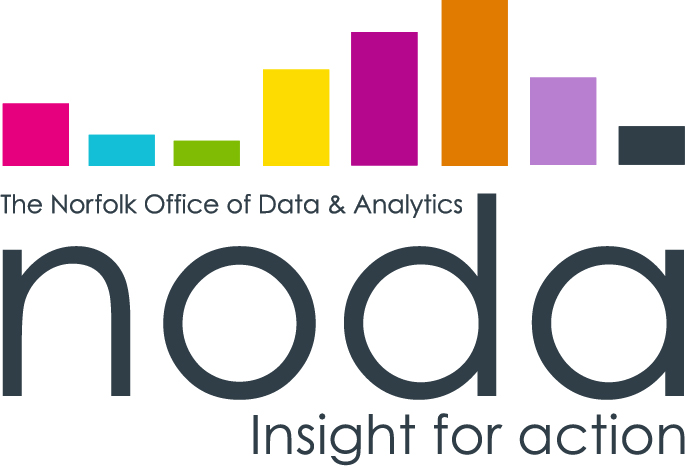 The Norfolk Office of Data & Analytics
noda
Insight for action